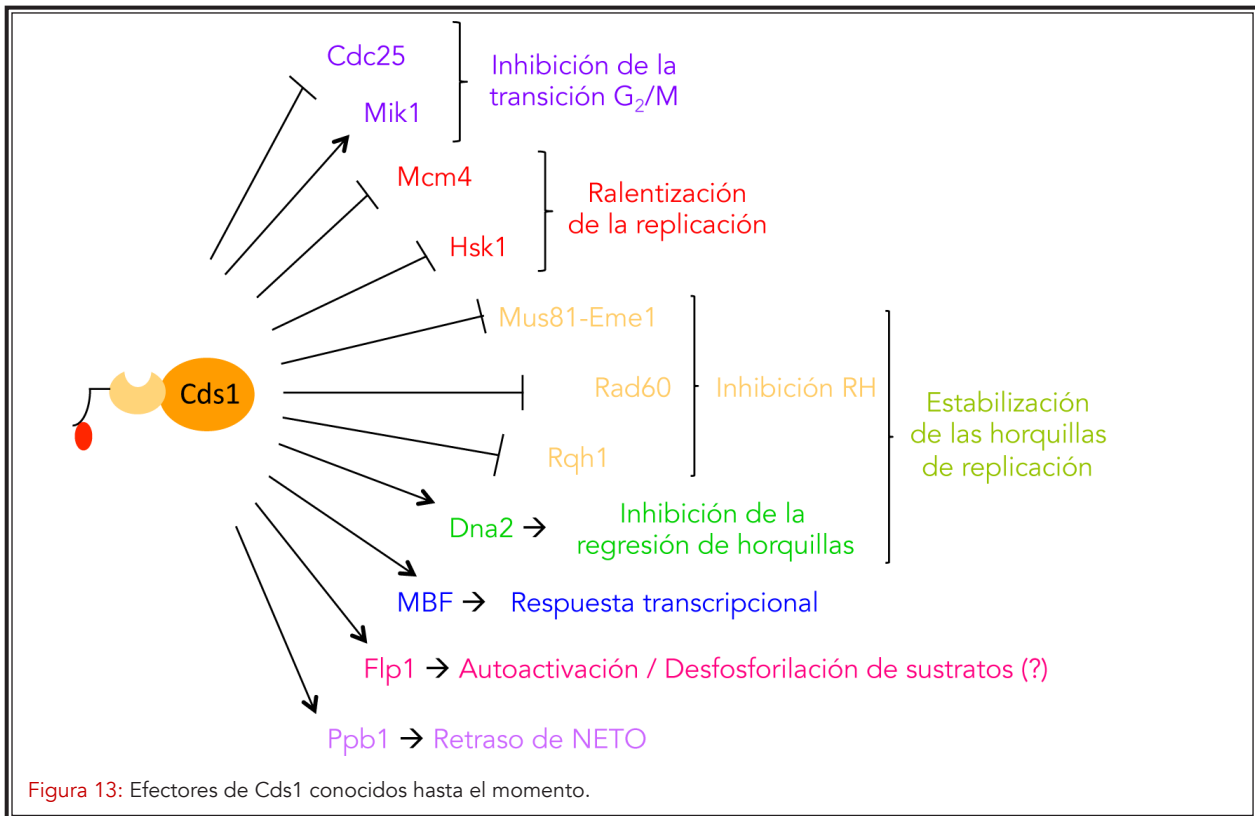 Cdc25
Mik1
Inhibición de la
transición G₂/M
Mcm4
Hsk1
Ralentización
de la replicación
Mus81-Eme1
Rad60
Rqh1
Inhibición RH
Cds1
Dna2 → Inhibición de la
regresión de horquillas
Estabilización
de las horquillas
de replicación
MBF → Respuesta transcripcional
Flp1 → Autoactivación / Desfosforilación de sustratos (?)
Ppb1 → Retraso de NETO
Figura 13: Efectores de Cds1 conocidos hasta el momento.